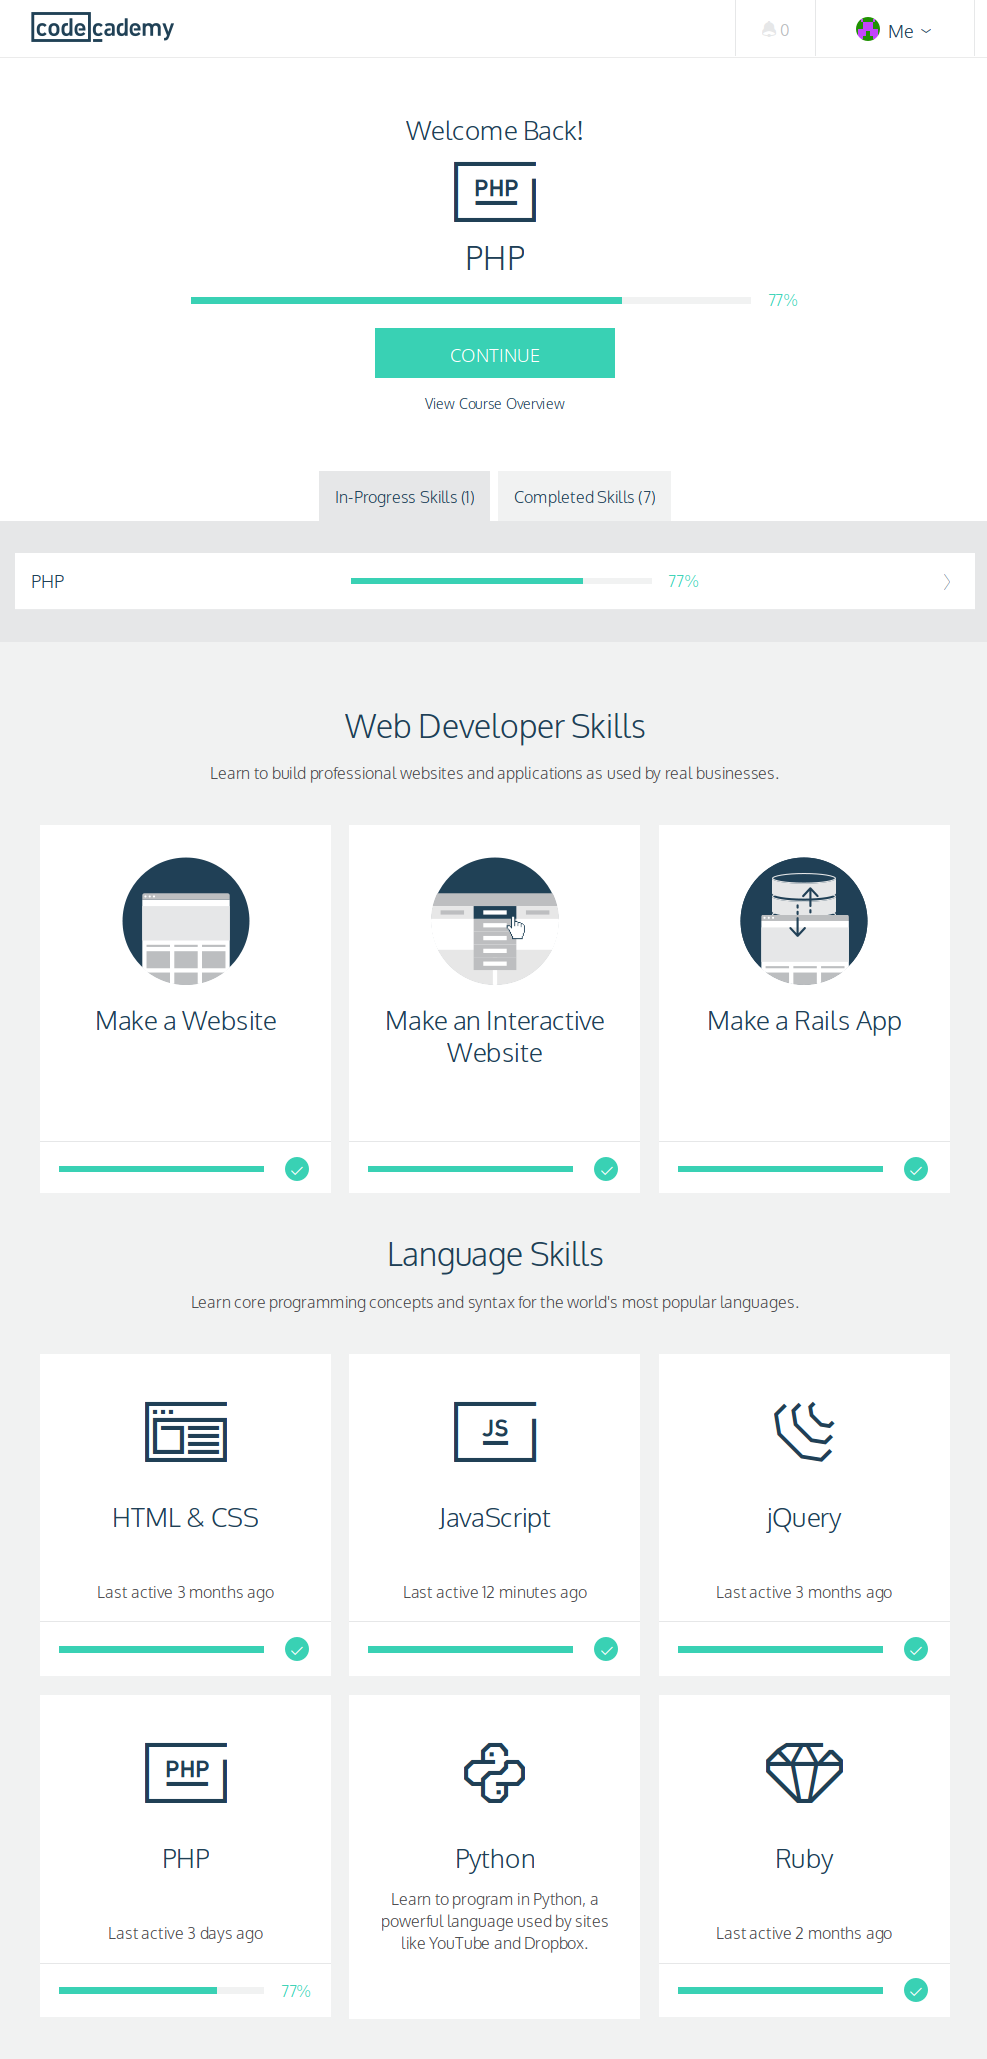 codecademy
0
Me
Welcome Back!
PHP
PHP
77%
CONTINUE
View Course Overview
In-Progress Skills (1)
Completed Skills (7)
PHP
77%
Web Developer Skills
Learn to build professional websites and applications as used by real businesses.
Make a Website
Make an Interactive
Website
Make a Rails App
Language Skills
Learn core programming concepts and syntax for the world's most popular languages.
HTML & CSS
Last active 3 months ago
JS
JavaScript
Last active 12 minutes ago
jQuery
Last active 3 months ago
PHP
PHP
Last active 3 days ago
77%
Python
Learn to program in Python, a
powerful language used by sites
like YouTube and Dropbox.
Ruby
Last active 2 months ago